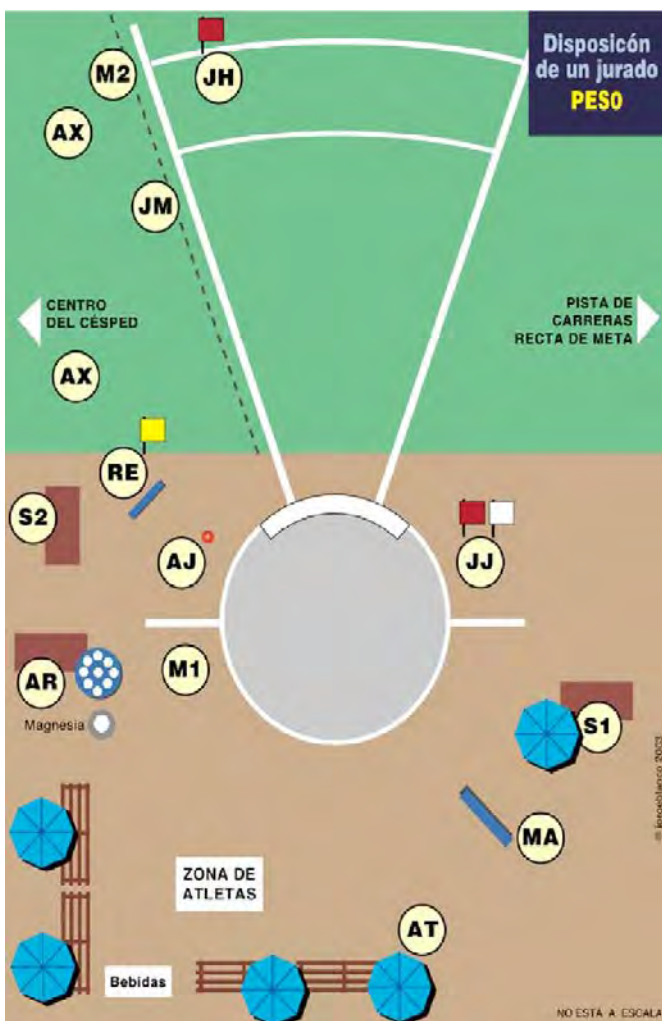 Disposicón
de un jurado
PESO
M2
JH
AX
JM
CENTRO
DEL CÉSPED
PISTA DE
CARRERAS
RECTA DE META
AX
RE
S2
AJ
JJ
M1
AR
Magnesia
S1
MA
ZONA DE
ATLETAS
AT
Bebidas
NO ESTÁ A ESCALA